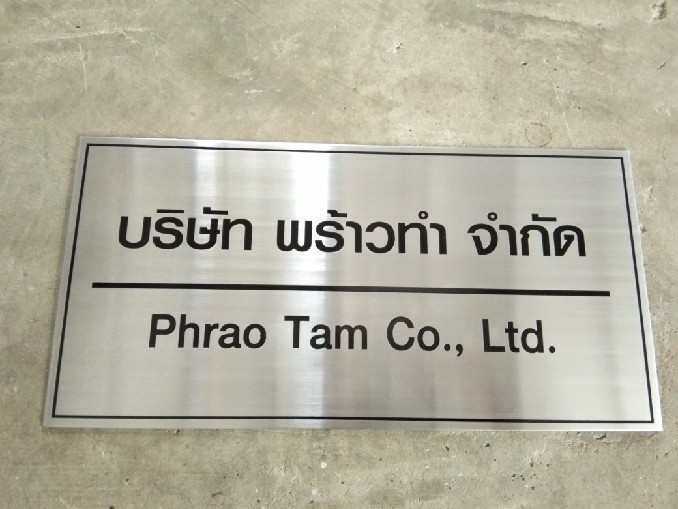 บริษัท พร้าวทำ จำกัด
Phrao Tam Co., Ltd.